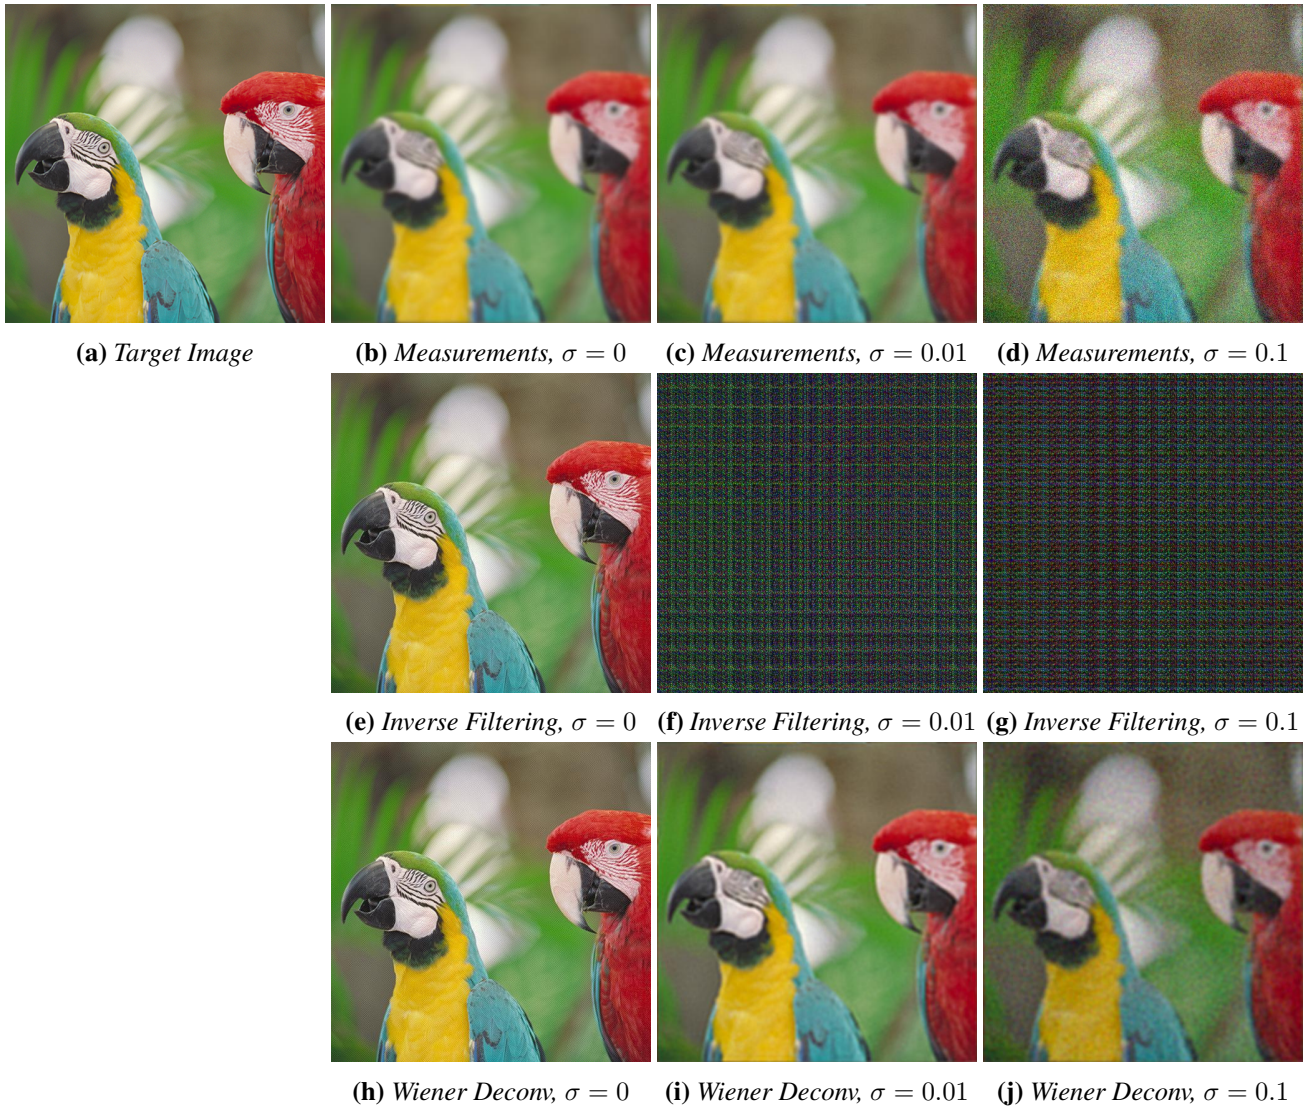 (a) Target Image
(b) Measurements, σ = 0
(c) Measurements, σ = 0.01
(d) Measurements, σ = 0.1
(e) Inverse Filtering, σ = 0
(f) Inverse Filtering, σ = 0.01
(g) Inverse Filtering, σ = 0.1
(h) Wiener Deconv, σ = 0
(i) Wiener Deconv, σ = 0.01
(j) Wiener Deconv, σ = 0.1